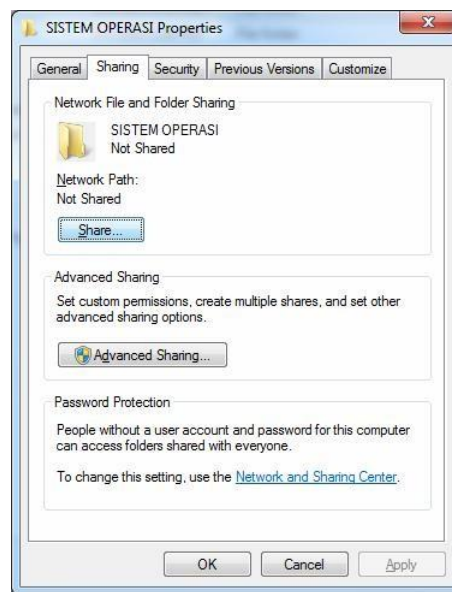 SISTEM OPERASI Properties
General Sharing Security Previous Versions Customize
Network File and Folder Sharing
SISTEM OPERASI
Not Shared
Network Path:
Not Shared
Share...
Advanced Sharing
Set custom permissions, create multiple shares, and set other
advanced sharing options.
Advanced Sharing...
Password Protection
People without a user account and password for this computer
can access folders shared with everyone.
To change this setting, use the Network and Sharing Center.
OK Cancel Apply